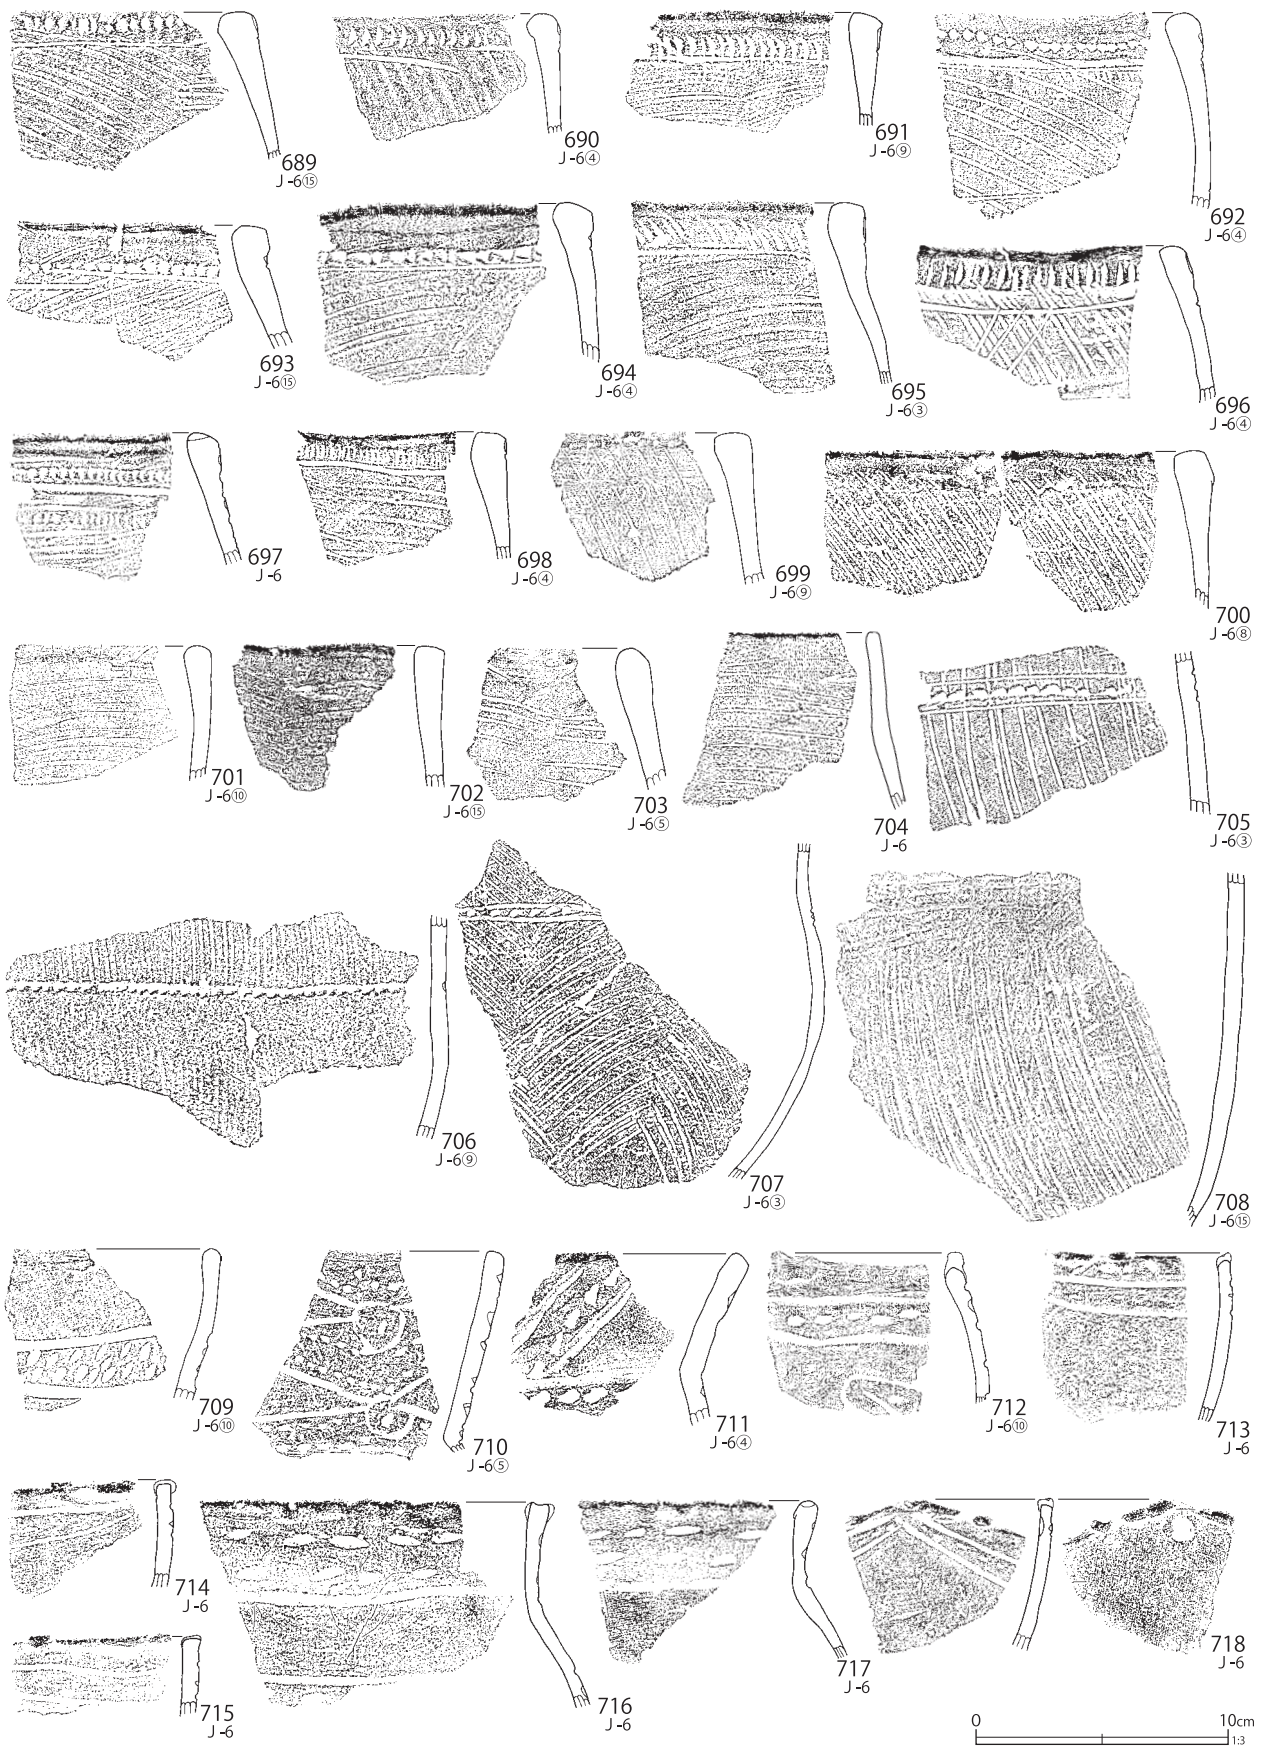 689
J-6⑮
690
J-6④
691
J-6⑨
692
J-6④
693
J-6⑮
694
J-6④
695
J-6③
696
J-6④
697
J-6
698
J-6④
699
J-6⑨
700
J-6⑧
701
J-6⑩
702
J-6⑮
703
J-6⑤
704
J-6
705
J-6③
706
J-6⑨
707
J-6③
708
J-6⑮
709
J-6⑩
710
J-6⑤
711
J-6④
712
J-6⑩
713
J-6
714
J-6
715
J-6
716
J-6
717
J-6
718
J-6
0 10cm
1:3